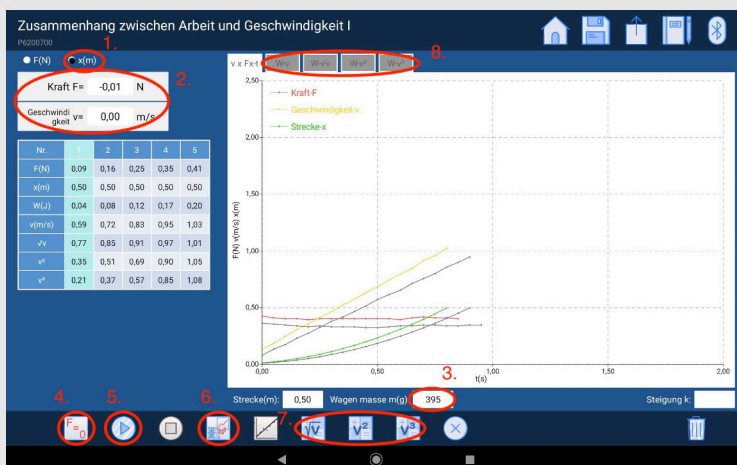 Zusammenhang zwischen Arbeit und Geschwindigkeit I
P6200700
1.
F(N) x(m)
2.
Kraft F= -0,01 N
Geschwindi
gkeit v= 0,00 m/s
Nr. 1 2 3 4 5
F(N) 0,09 0,16 0,25 0,35 0,41
x(m) 0,50 0,50 0,50 0,50 0,50
W(J) 0,04 0,08 0,12 0,17 0,20
v(m/s) 0,59 0,72 0,83 0,95 1,03
√v 0,77 0,85 0,91 0,97 1,01
v² 0,35 0,51 0,69 0,90 1,05
v³ 0,21 0,37 0,57 0,85 1,08
8.
v x Fx-t W-v W-√v W-v² W-v³
Kraft-F
Geschwindigkeit-v
Strecke-x
F(N) v(m/s) x(m)
2,50
2,00
1,50
1,00
0,50
0,00
0,00 0,50 1,00 1,50 2,00
t(s)
3.
Strecke(m): 0,50 Wagen masse m(g): 395 Steigung k:
4. 5. 6. 7.
F=0 √v v² v³